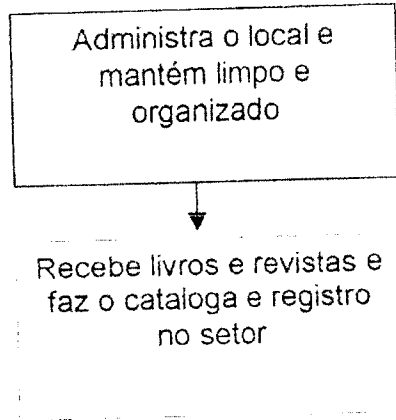 Administra o local e
mantém limpo e
organizado
Recebe livros e revistas e
faz o cataloga e registro
no setor